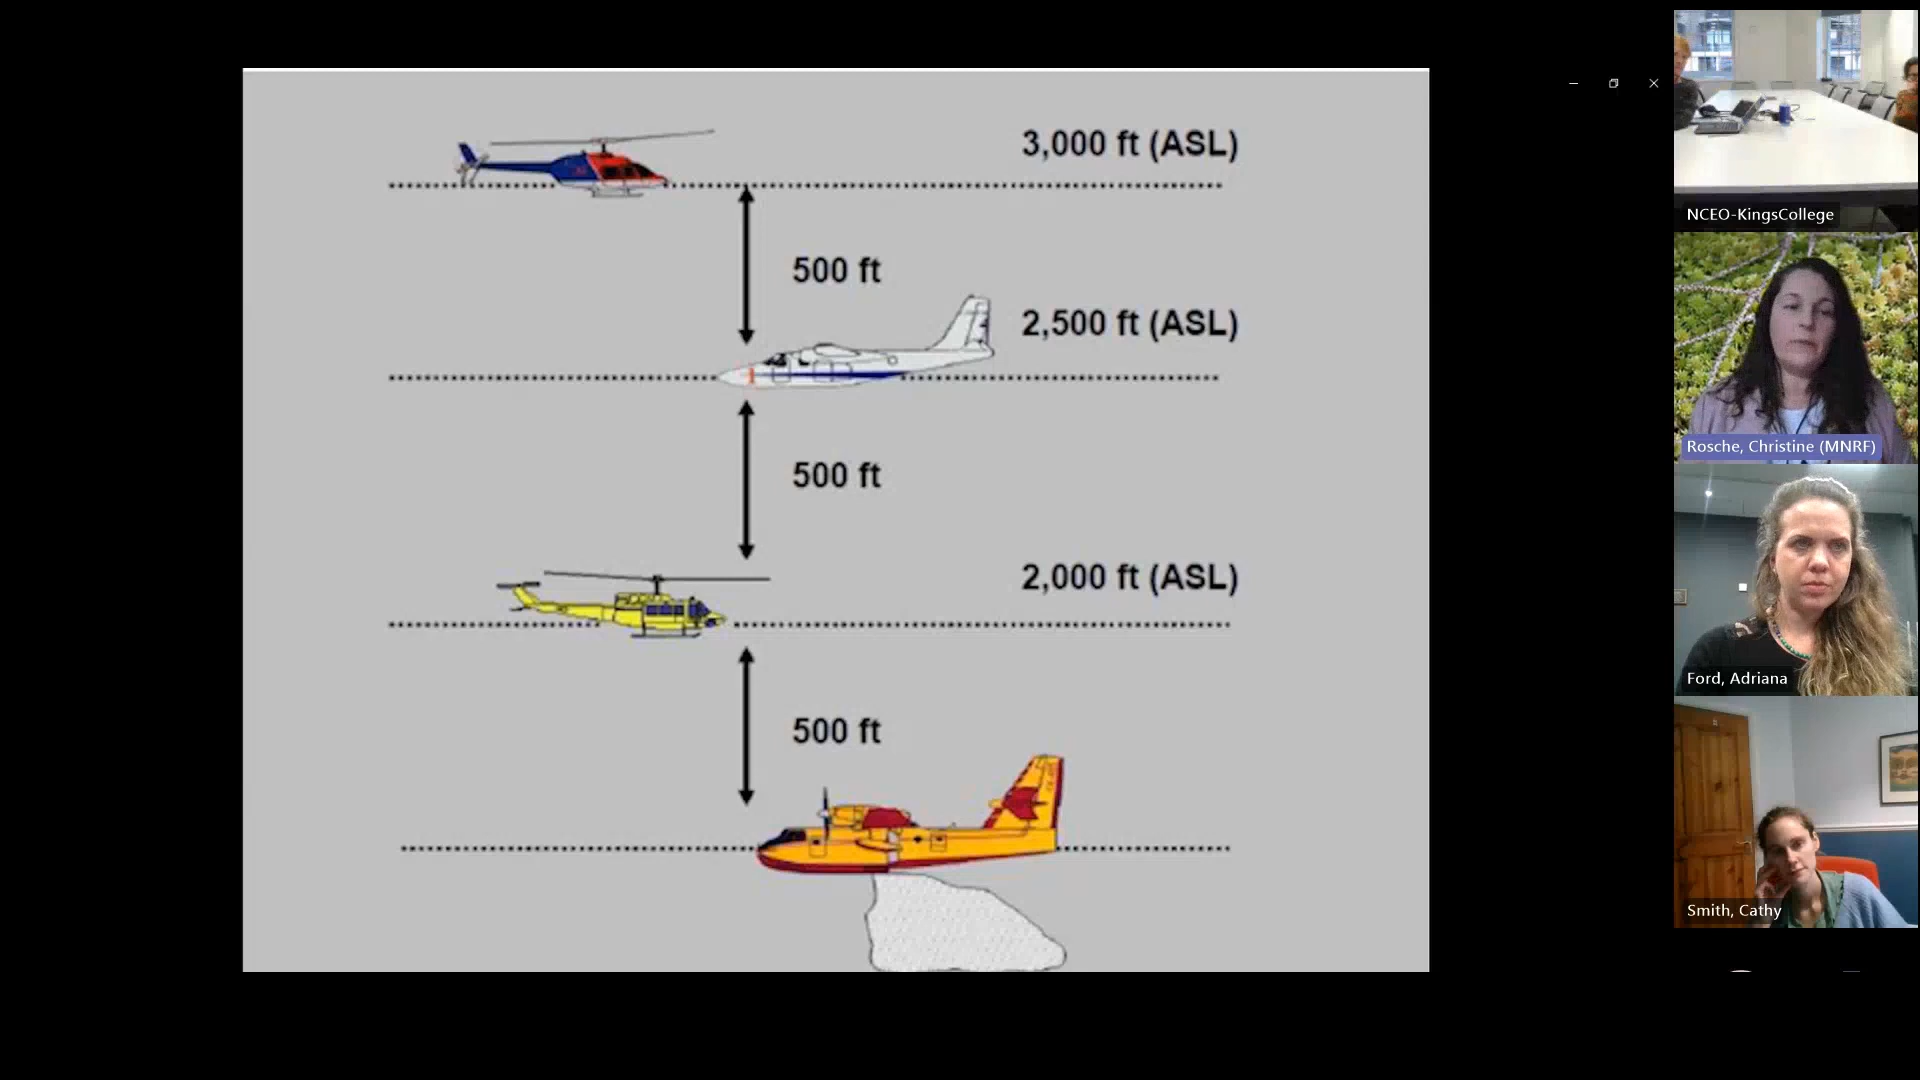 3,000 ft (ASL)
500 ft
2,500 ft (ASL)
500 ft
2,000 ft (ASL)
500 ft
NCEO-KingsCollege
Rosche, Christine (MNRF)
Ford, Adriana
Smith, Cathy